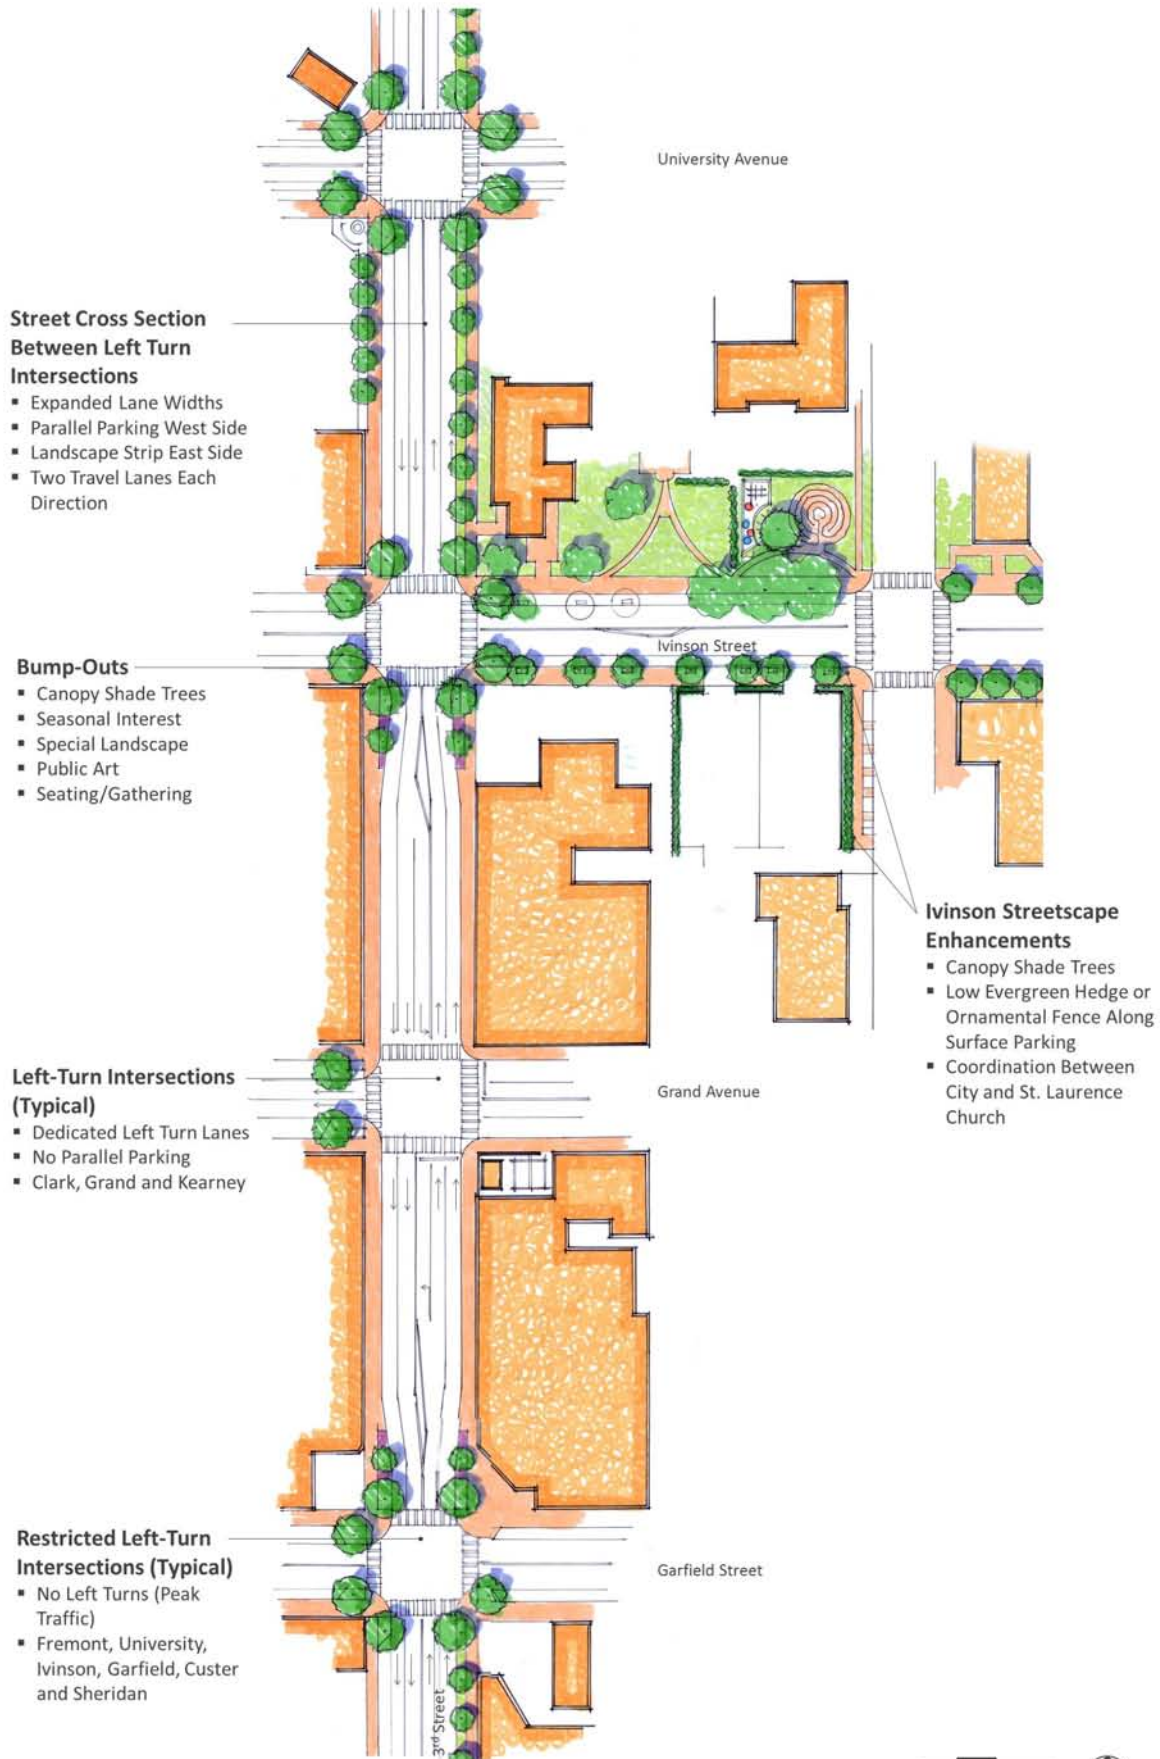 University Avenue
Street Cross Section
Between Left Turn
Intersections
▪ Expanded Lane Widths
▪ Parallel Parking West Side
▪ Landscape Strip East Side
▪ Two Travel Lanes Each
Direction
Ivinson Street
Bump-Outs
▪ Canopy Shade Trees
▪ Seasonal Interest
▪ Special Landscape
▪ Public Art
▪ Seating/Gathering
Ivinson Streetscape
Enhancements
▪ Canopy Shade Trees
▪ Low Evergreen Hedge or
Ornamental Fence Along
Surface Parking
▪ Coordination Between
City and St. Laurence
Church
Left-Turn Intersections
(Typical)
▪ Dedicated Left Turn Lanes
▪ No Parallel Parking
▪ Clark, Grand and Kearney
Grand Avenue
Restricted Left-Turn
Intersections (Typical)
▪ No Left Turns (Peak
Traffic)
▪ Fremont, University,
Ivinson, Garfield, Custer
and Sheridan
Garfield Street
3rd Street